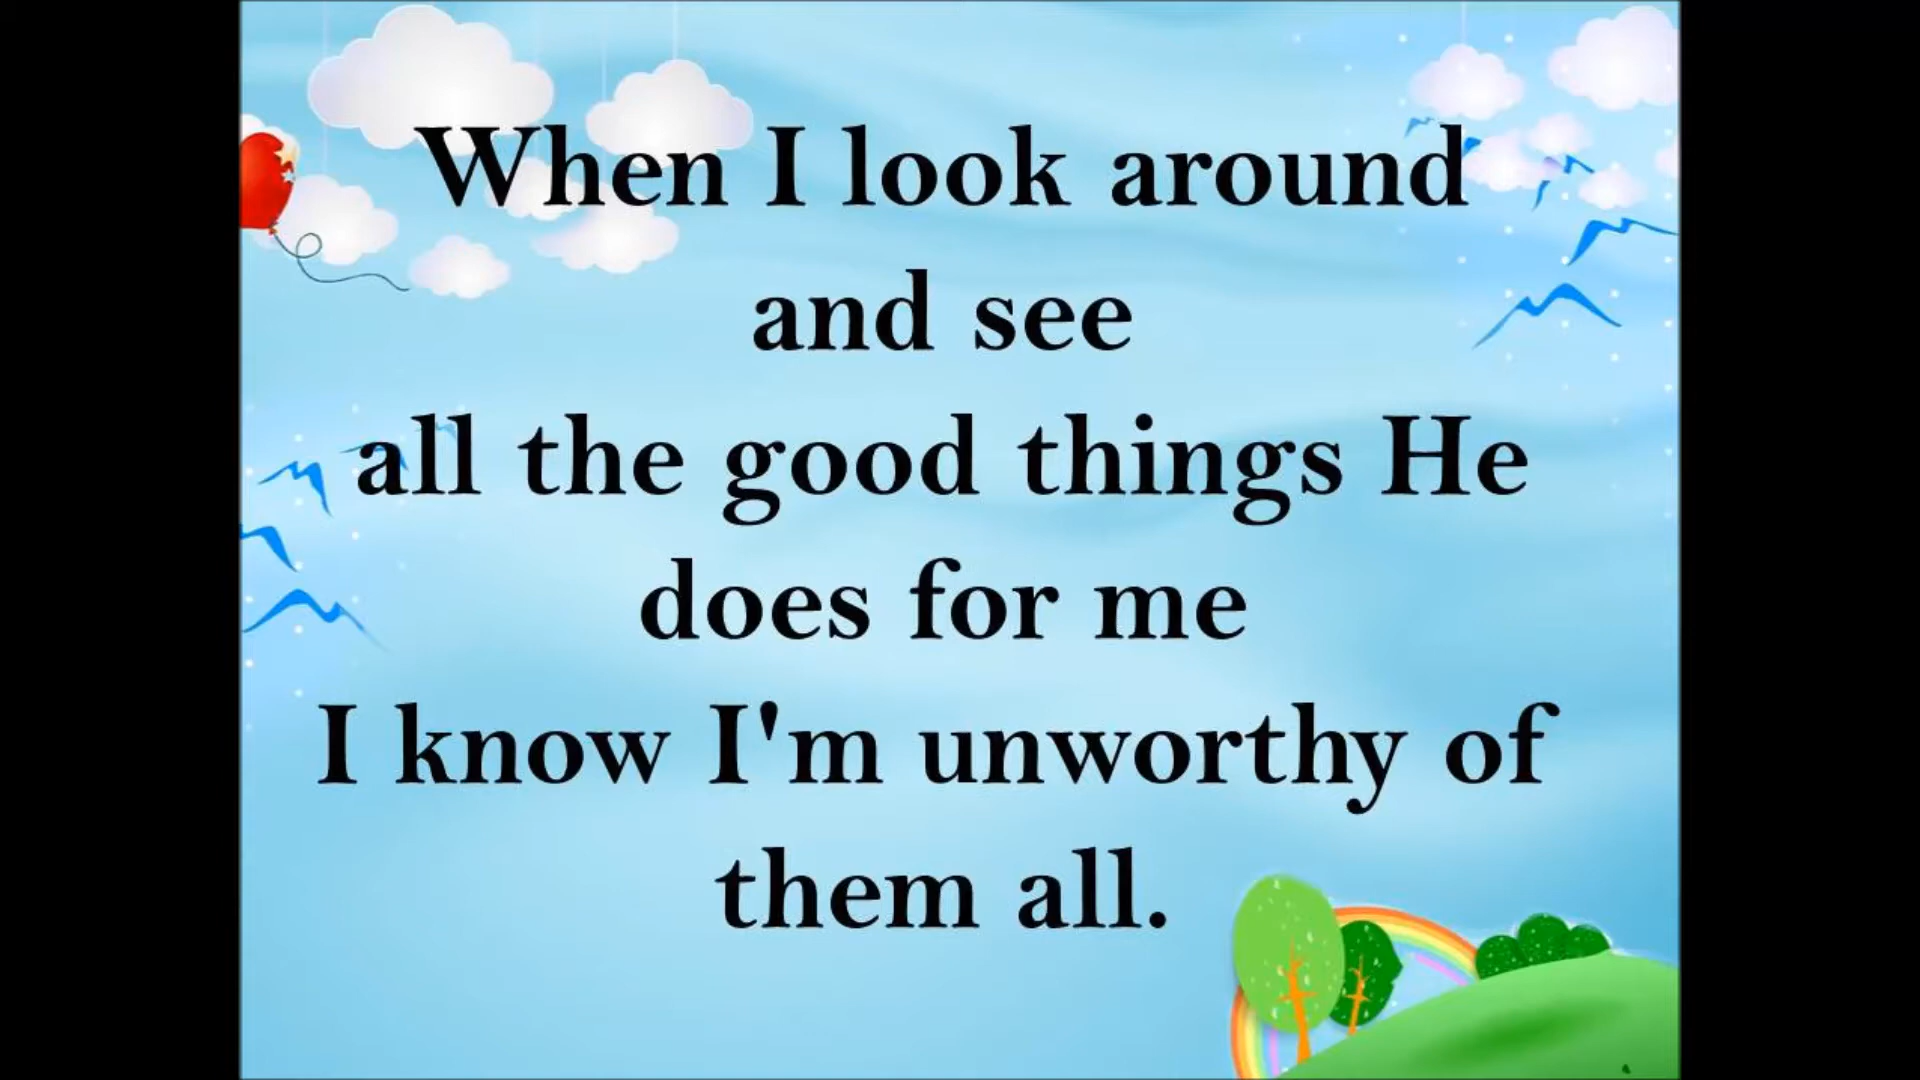 When I look around
and see
all the good things He
does for me
I know I'm unworthy of
them all.